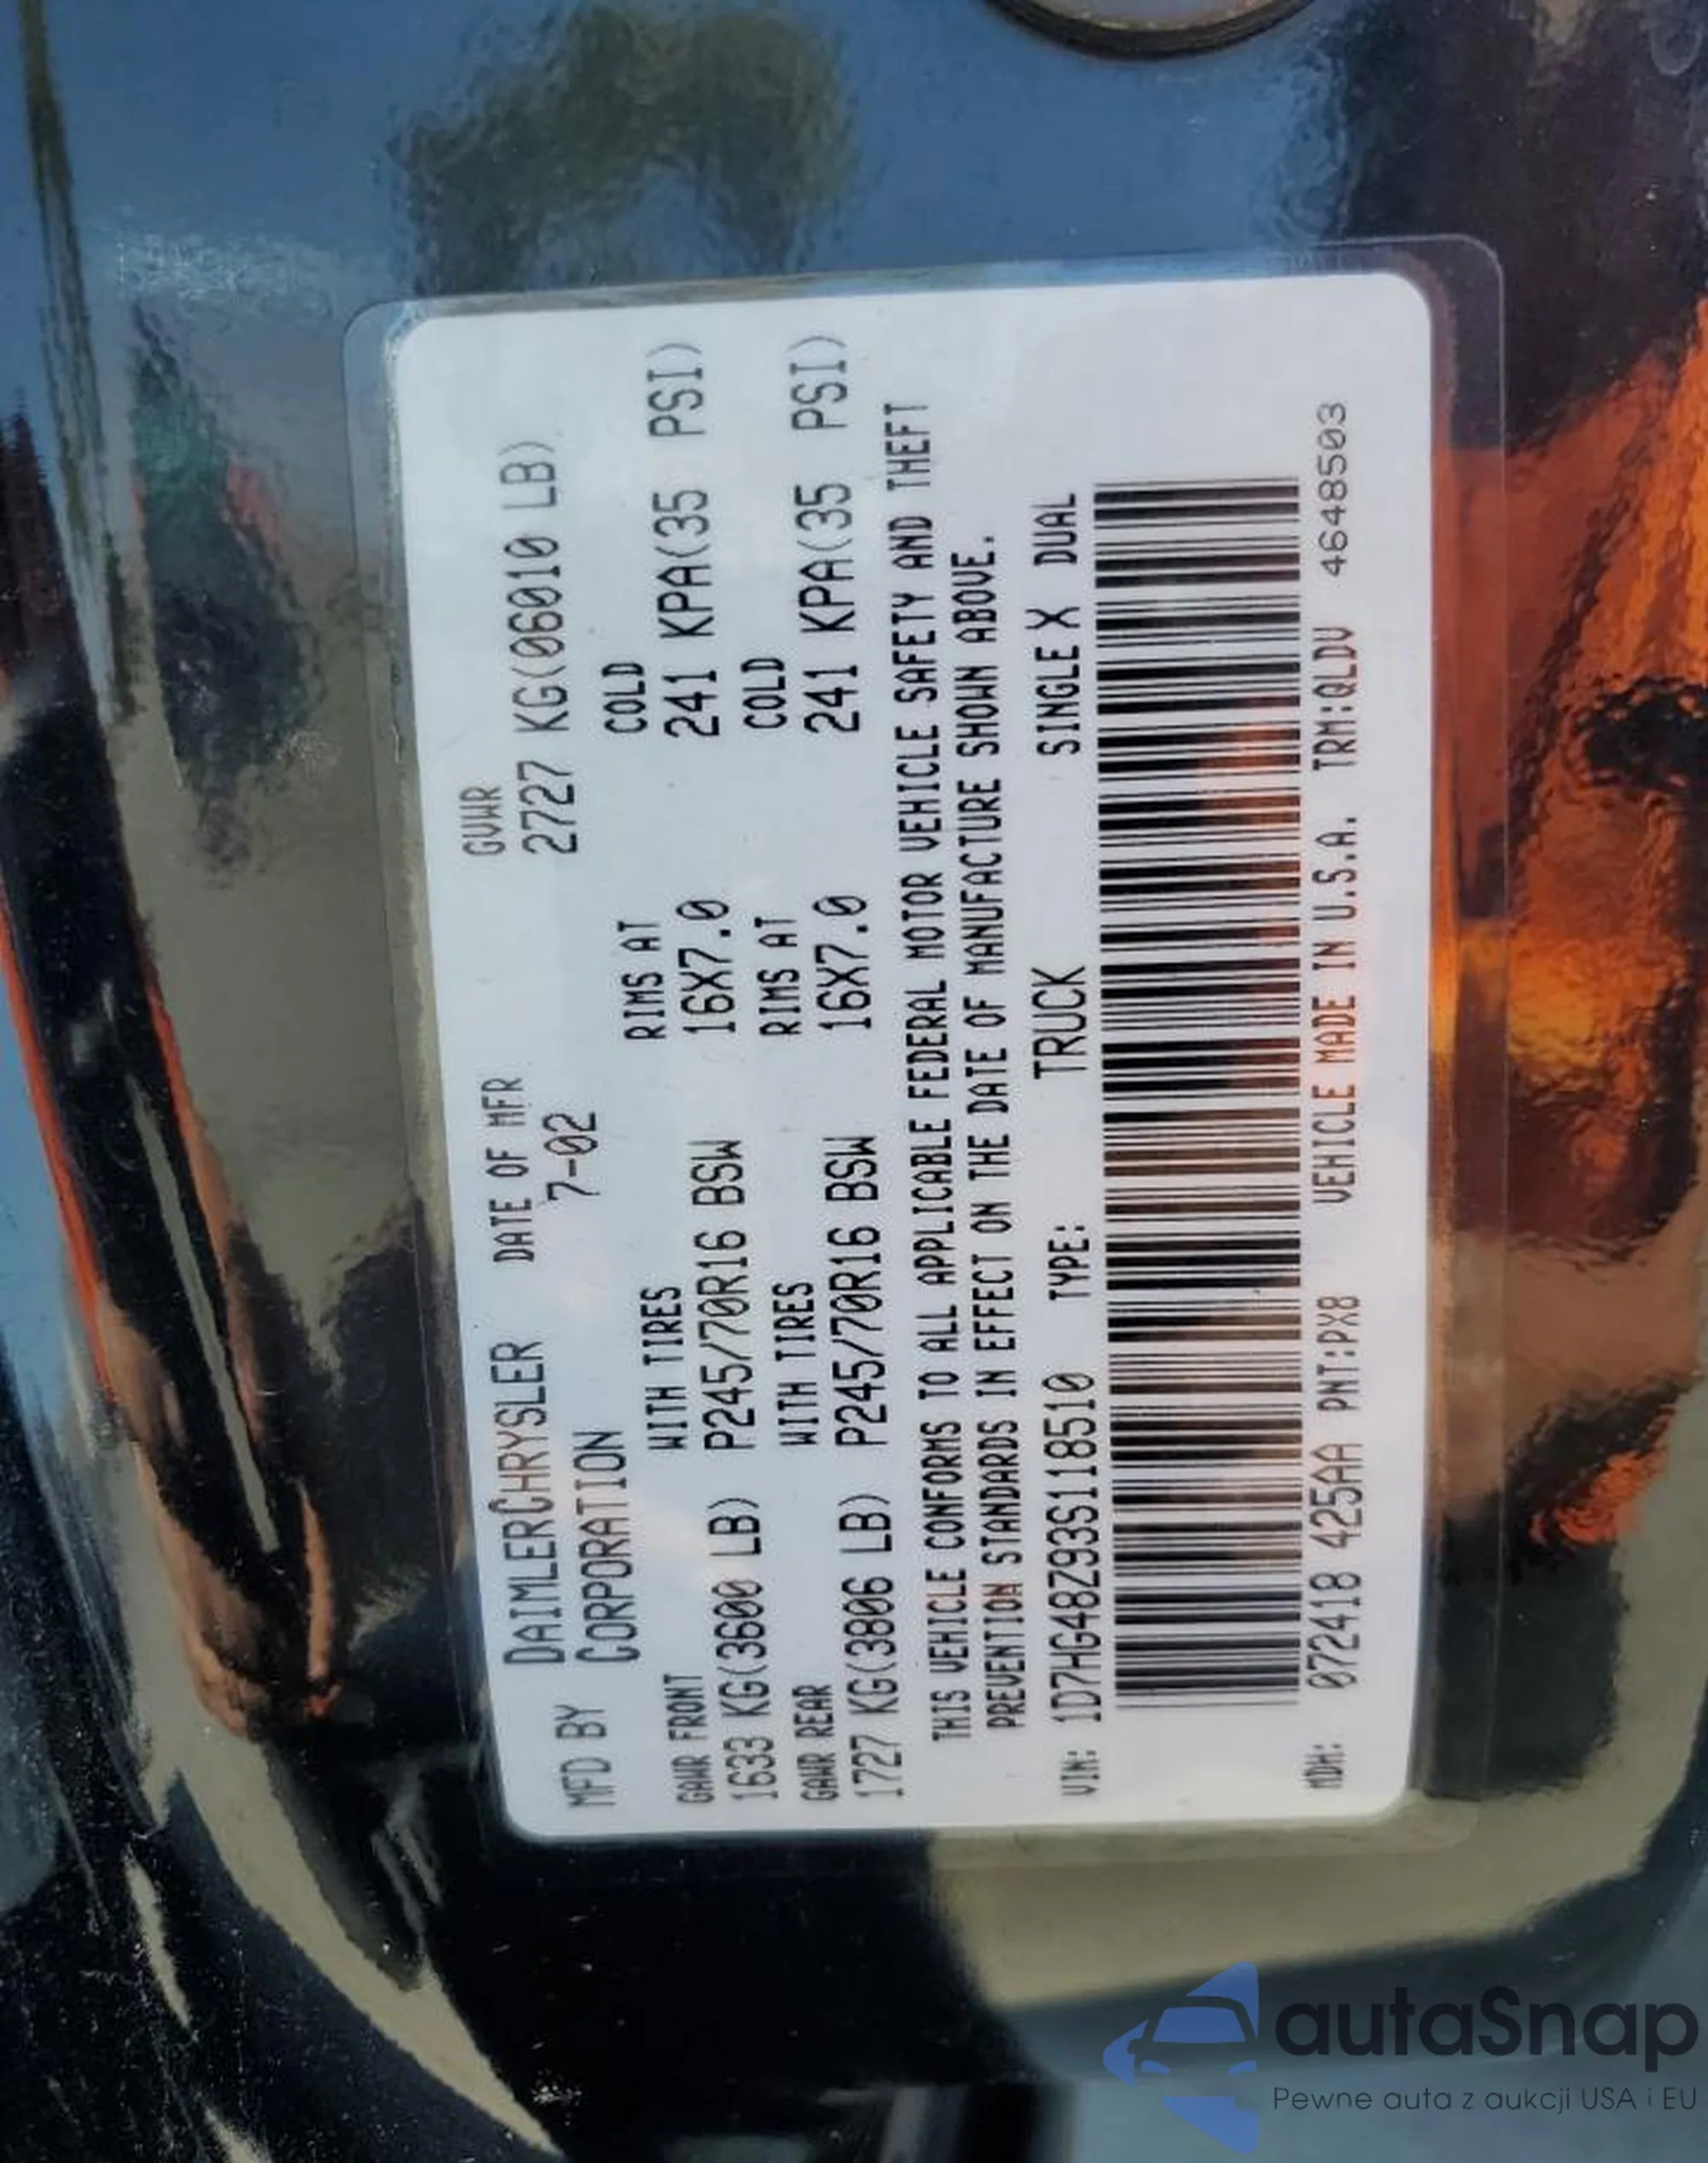 MFD BY DAIMLERCHRYSLER CORPORATION DATE OF MFR 7-02 GVWR 2727 KG(06010 LB)
GAWR FRONT WITH TIRES RIMS AT COLD
1633 KG(3600 LB) P245/70R16 BSW 16X7.0 241 KPA(35 PSI)
GAWR REAR WITH TIRES RIMS AT COLD
1727 KG(3806 LB) P245/70R16 BSW 16X7.0 241 KPA(35 PSI)
THIS VEHICLE CONFORMS TO ALL APPLICABLE FEDERAL MOTOR VEHICLE SAFETY AND THEFT
PREVENTION STANDARDS IN EFFECT ON THE DATE OF MANUFACTURE SHOWN ABOVE.
VIN: 1D7HG48Z93S118510 TYPE: TRUCK SINGLE X DUAL
MDH: 072418 425AA PNT:PX8 VEHICLE MADE IN U.S.A. TRM:QLDV 4648503
autaSnap
Pewne auta z aukcji USA i EU